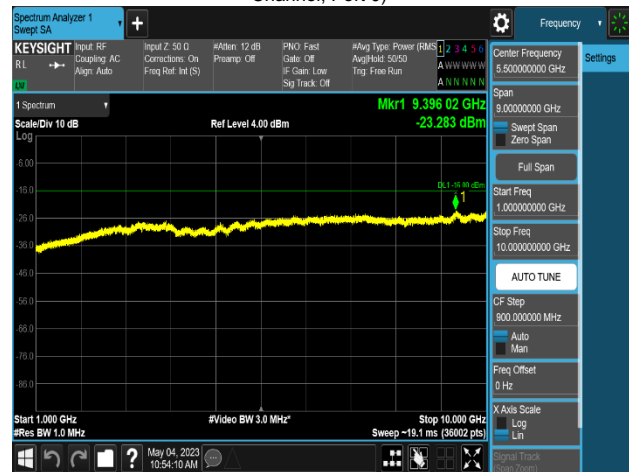 Channel, Port 0)
Spectrum Analyzer 1
Swept SA
Frequency
KEYSIGHT
RL
LW
Input: RF
Coupling: AC
Align: Auto
Input Z: 50 Ω
Corrections: On
Freq Ref: Int (S)
#Atten: 12 dB
Preamp: Off
PNO: Fast
Gate: Off
IF Gain: Low
Sig Track: Off
#Avg Type: Power (RMS
Avg|Hold: 50/50
Trig: Free Run
1 2 3 4 5 6
A W W W W W
A N N N N N
1 Spectrum
Scale/Div 10 dB
Ref Level 4.00 dBm
Mkr1 9.396 02 GHz
-23.283 dBm
Log
-6.00
-16.0
-26.0
-36.0
-46.0
-56.0
-66.0
-76.0
-86.0
DL1 -16.00 dBm
1
Start 1.000 GHz
#Res BW 1.0 MHz
#Video BW 3.0 MHz*
Stop 10.000 GHz
Sweep ~19.1 ms (36002 pts)
Center Frequency
5.500000000 GHz
Settings
Span
9.00000000 GHz
Swept Span
Zero Span
Full Span
Start Freq
1.000000000 GHz
Stop Freq
10.000000000 GHz
AUTO TUNE
CF Step
900.000000 MHz
Auto
Man
Freq Offset
0 Hz
X Axis Scale
Log
Lin
Signal Track
(Span Zoom)
?
May 04, 2023
10:54:10 AM